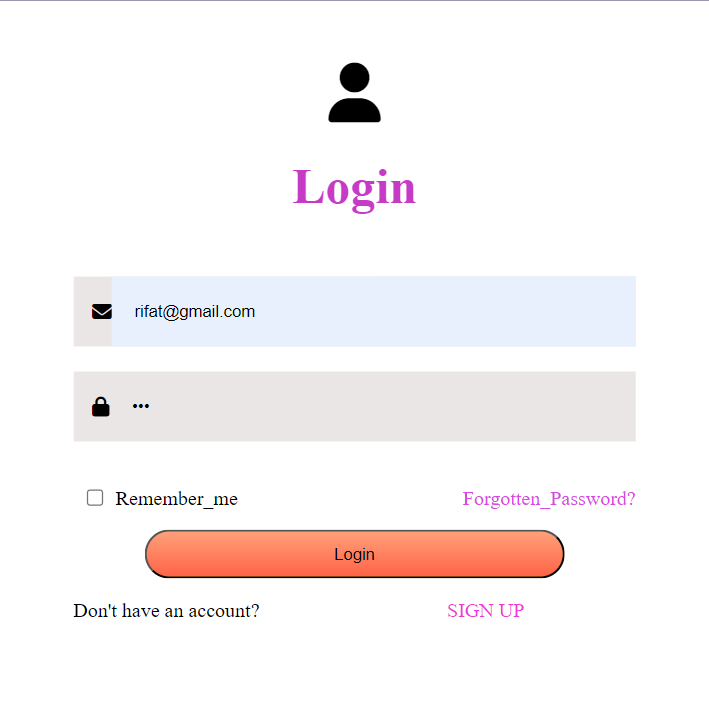 Login
rifat@gmail.com
•••
Remember_me Forgotten_Password?
Login
Don't have an account? SIGN UP